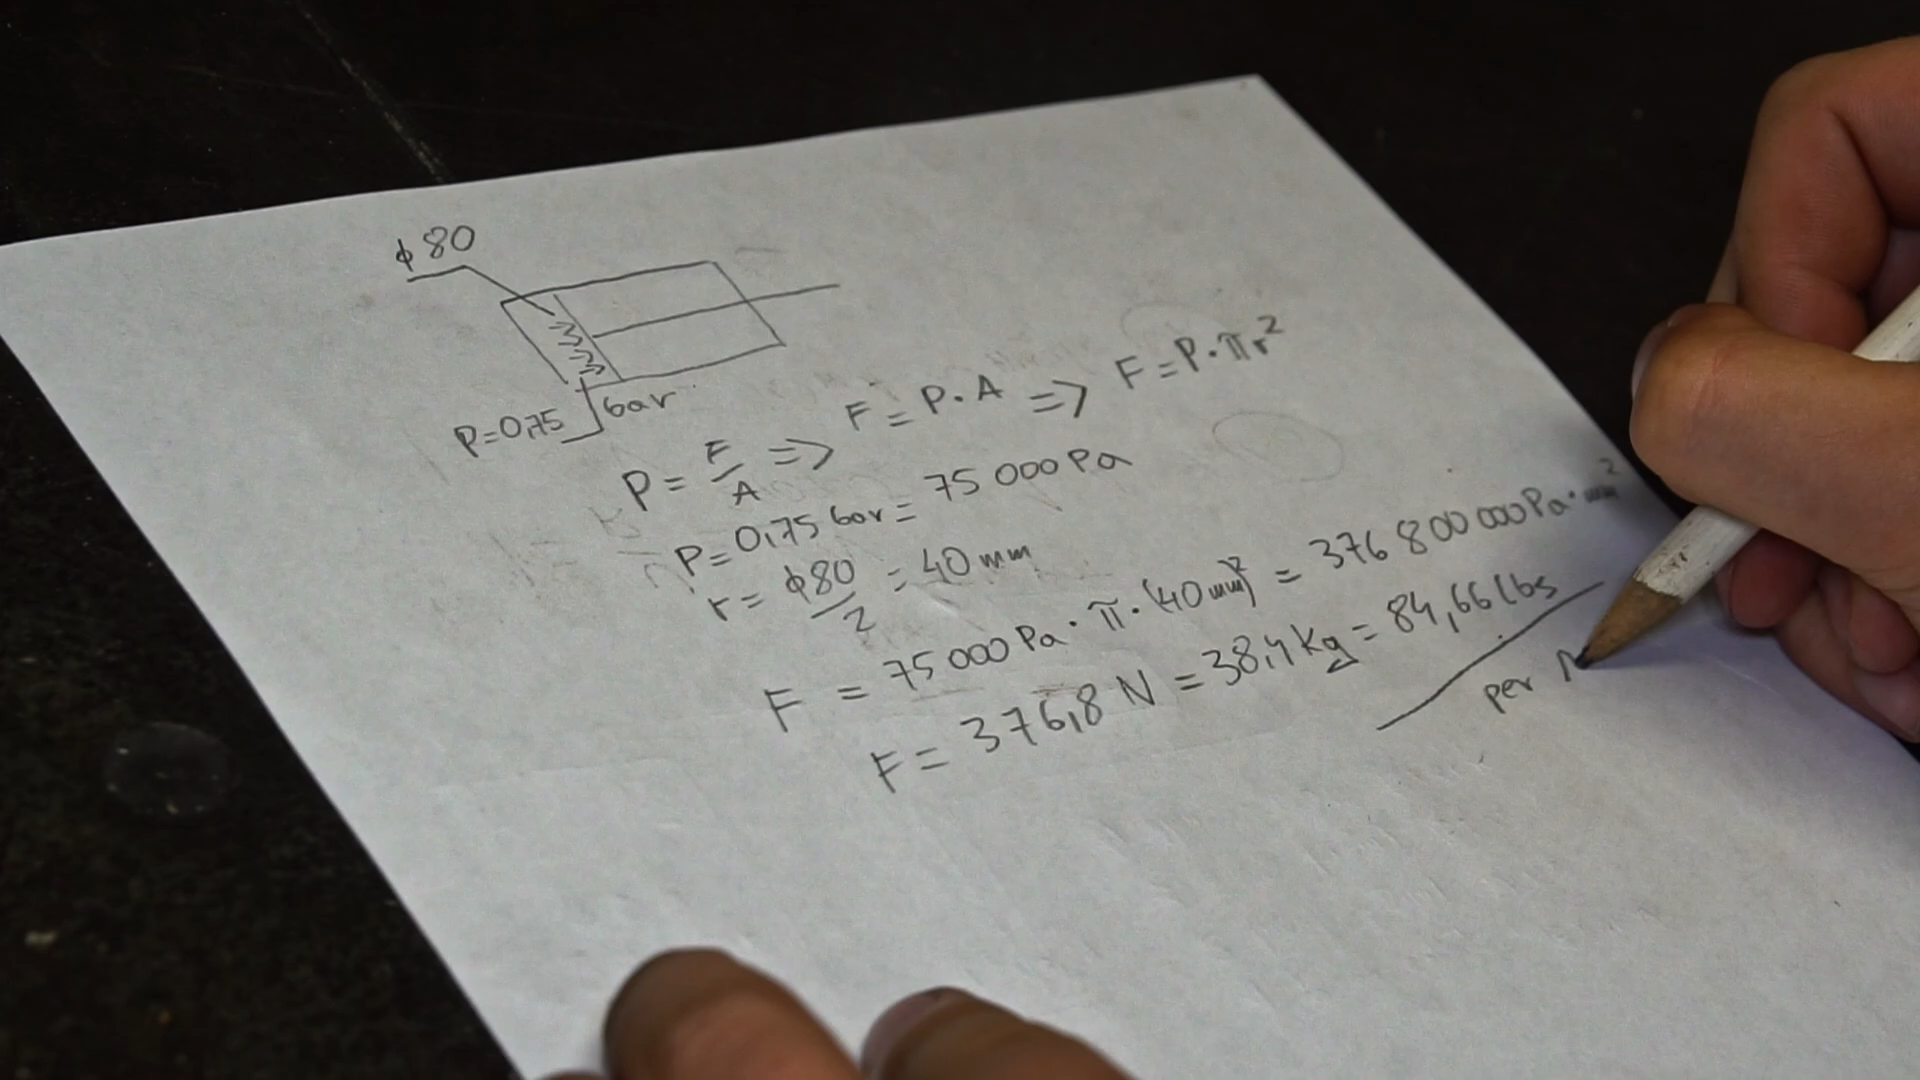 ϕ80
P=0,75 bar
P = F/A => F = P·A => F = P·πr²
P=0,75 bar = 75 000 Pa
r = ϕ80/2 = 40 mm
F = 75 000 Pa · π · (40 mm)² = 376 800 000 Pa·mm²
F = 376,8 N = 38,4 kg = 84,66 lbs
per